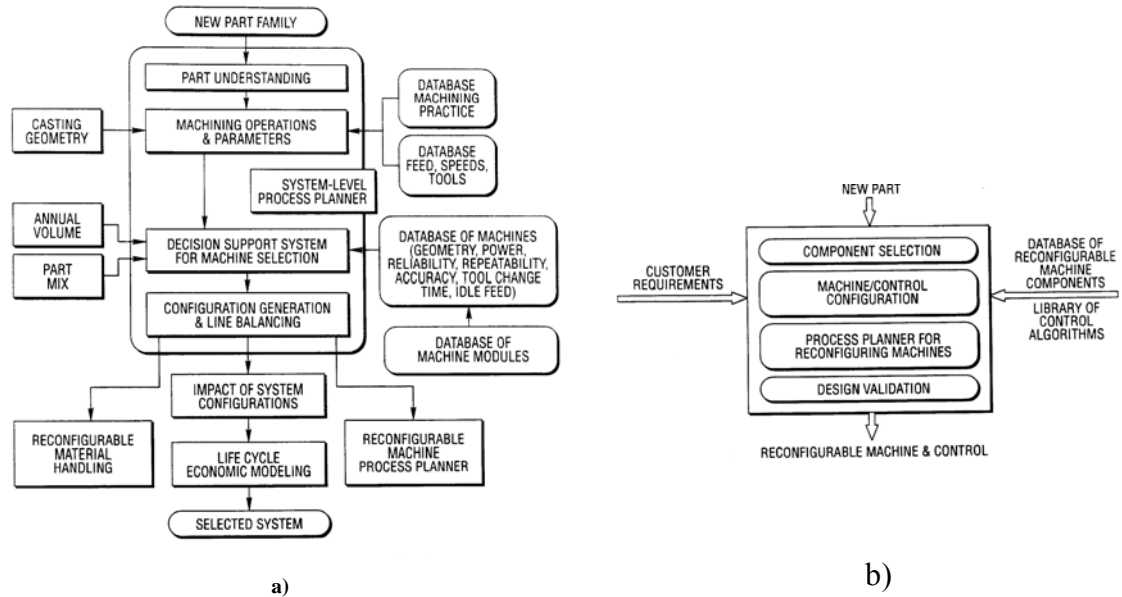 NEW PART FAMILY
PART UNDERSTANDING
CASTING
GEOMETRY
MACHINING OPERATIONS
& PARAMETERS
DATABASE
MACHINING
PRACTICE
DATABASE
FEED, SPEEDS,
TOOLS
SYSTEM-LEVEL
PROCESS PLANNER
ANNUAL
VOLUME
PART
MIX
DECISION SUPPORT SYSTEM
FOR MACHINE SELECTION
DATABASE OF MACHINES
(GEOMETRY, POWER,
RELIABILITY, REPEATABILITY,
ACCURACY, TOOL CHANGE
TIME, IDLE FEED)
CONFIGURATION GENERATION
& LINE BALANCING
DATABASE OF
MACHINE MODULES
IMPACT OF SYSTEM
CONFIGURATIONS
RECONFIGURABLE
MATERIAL
HANDLING
LIFE CYCLE
ECONOMIC MODELING
RECONFIGURABLE
MACHINE
PROCESS PLANNER
SELECTED SYSTEM
a)
NEW PART
COMPONENT SELECTION
CUSTOMER
REQUIREMENTS
MACHINE/CONTROL
CONFIGURATION
DATABASE OF
RECONFIGURABLE
MACHINE
COMPONENTS
LIBRARY OF
CONTROL
ALGORITHMS
PROCESS PLANNER FOR
RECONFIGURING MACHINES
DESIGN VALIDATION
RECONFIGURABLE MACHINE & CONTROL
b)